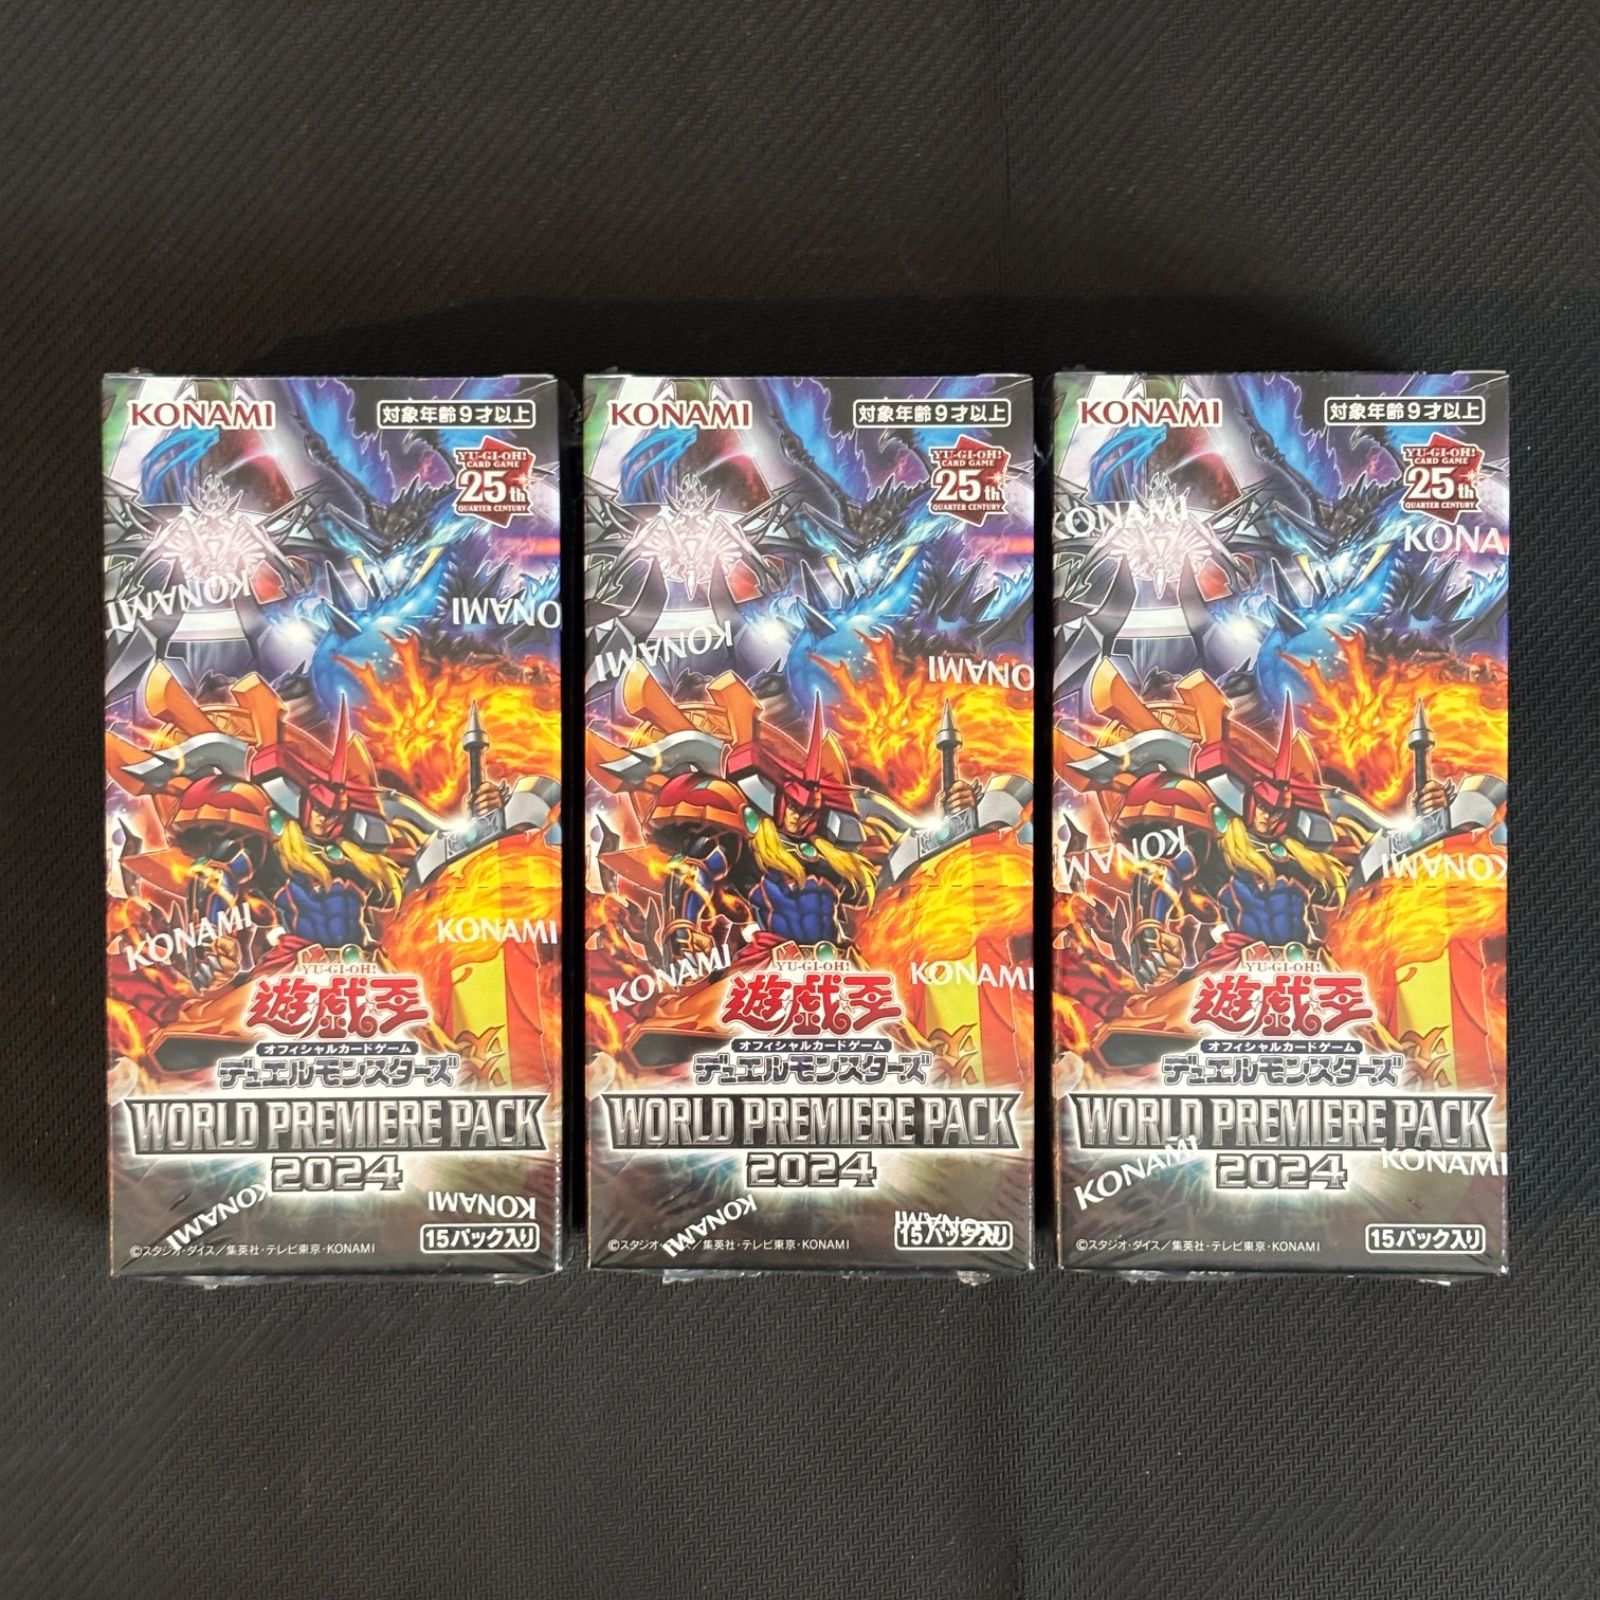 KONAMI
対象年齢9才以上
YU-GI-OH!
CARD GAME
25th
QUARTER CENTURY
KONAMI
KONAMI
KONAMI
KONAMI
YU-GI-OH!
遊戯王
オフィシャルカードゲーム
デュエルモンスターズ
WORLD PREMIERE PACK
2024
KONAMI
KONAMI
©スタジオ・ダイス/集英社・テレビ東京・KONAMI
15パック入り
KONAMI
対象年齢9才以上
YU-GI-OH!
CARD GAME
25th
QUARTER CENTURY
KONAMI
KONAMI
KONAMI
KONAMI
YU-GI-OH!
遊戯王
オフィシャルカードゲーム
デュエルモンスターズ
WORLD PREMIERE PACK
2024
KONAMI
KONAMI
©スタジオ・ダイス/集英社・テレビ東京・KONAMI
15パック入り
KONAMI
対象年齢9才以上
YU-GI-OH!
CARD GAME
25th
QUARTER CENTURY
KONAMI
KONA
KONAMI
KONAMI
YU-GI-OH!
遊戯王
オフィシャルカードゲーム
デュエルモンスターズ
WORLD PREMIERE PACK
2024
KONAMI
KONAMI
©スタジオ・ダイス/集英社・テレビ東京・KONAMI
15パック入り